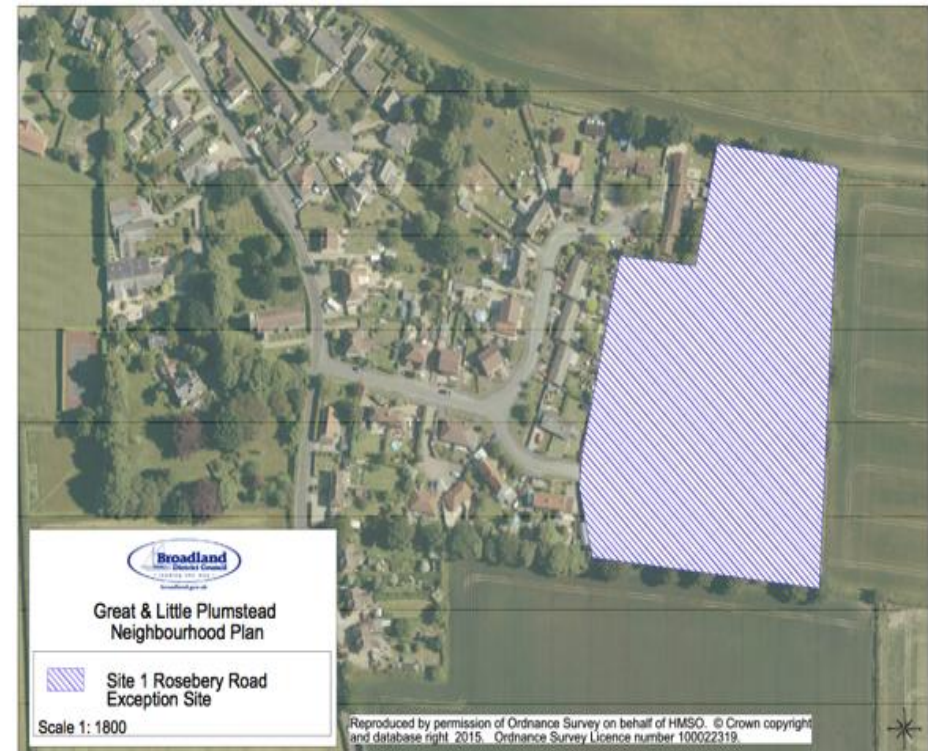 Broadland
District Council
broadland.gov.uk
Great & Little Plumstead
Neighbourhood Plan
Site 1 Rosebery Road
Exception Site
Scale 1: 1800
Reproduced by permission of Ordnance Survey on behalf of HMSO. © Crown copyright
and database right 2015. Ordnance Survey Licence number 100022319.